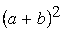 (a + b)²